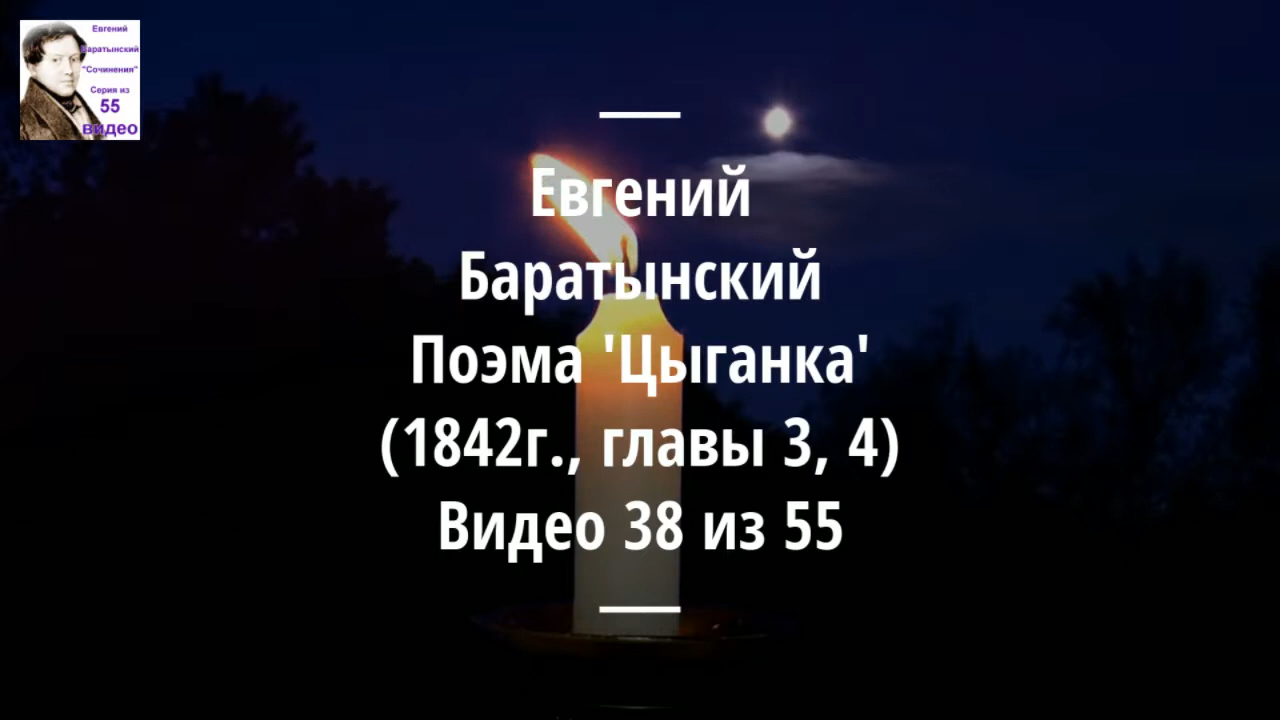 Евгений
Баратынский
"Сочинения"
Серия из
55
видео
Евгений
Баратынский
Поэма 'Цыганка'
(1842г., главы 3, 4)
Видео 38 из 55